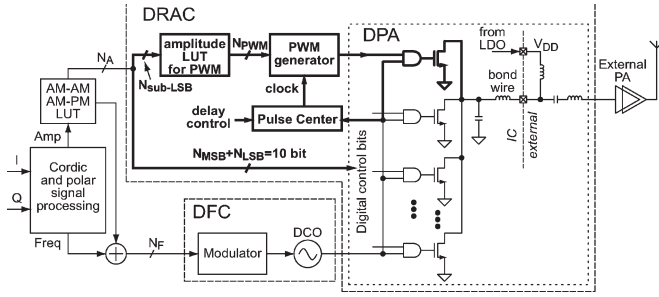 DRAC
DPA
from
LDO
VDD
External
PA
NA
amplitude
LUT
for PWM
NPWM
PWM
generator
Nsub-LSB
bond
wire
AM-AM
AM-PM
LUT
clock
delay
control
Pulse Center
IC
external
Amp
Digital control bits
I
Q
Cordic
and polar
signal
processing
NMSB+NLSB=10 bit
DFC
Freq
NF
Modulator
DCO